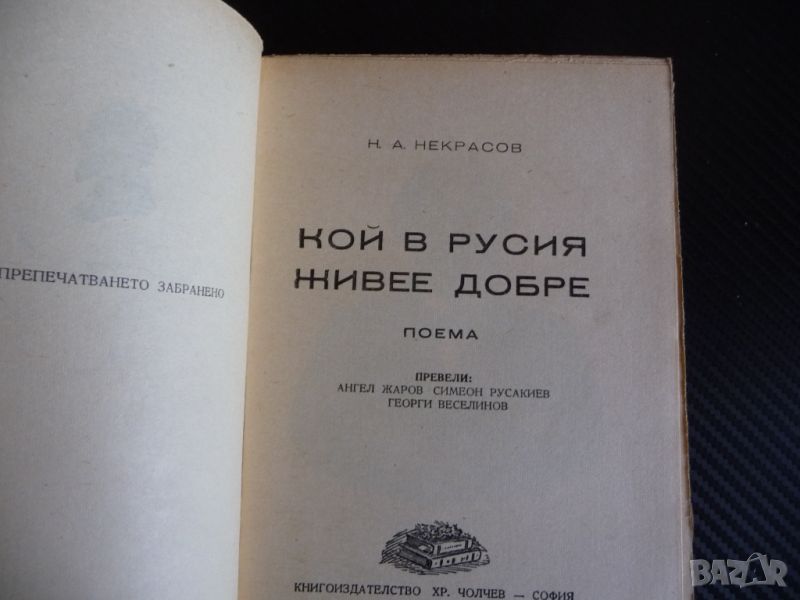 ПРЕПЕЧАТВАНЕТО ЗАБРАНЕНО
Н. А. НЕКРАСОВ
КОЙ В РУСИЯ
ЖИВЕЕ ДОБРЕ
ПОЕМА
ПРЕВЕЛИ:
АНГЕЛ ЖАРОВ СИМЕОН РУСАКИЕВ
ГЕОРГИ ВЕСЕЛИНОВ
КНИГОИЗДАТЕЛСТВО ХР. ЧОЛЧЕВ — СОФИЯ
BAZAR